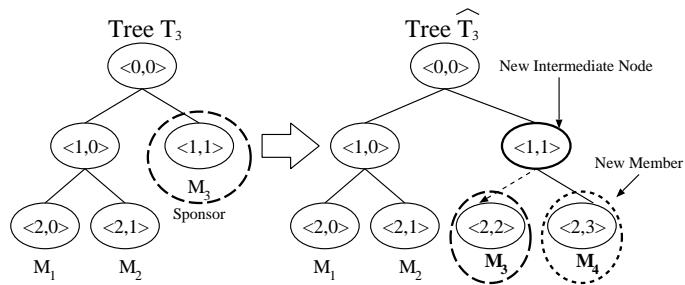 Tree T3
<0,0>
<1,0>
<1,1>
M3
Sponsor
<2,0>
<2,1>
M1
M2
Tree T̂3
<0,0>
New Intermediate Node
<1,0>
<1,1>
New Member
<2,0>
<2,1>
<2,2>
<2,3>
M1
M2
M3
M4